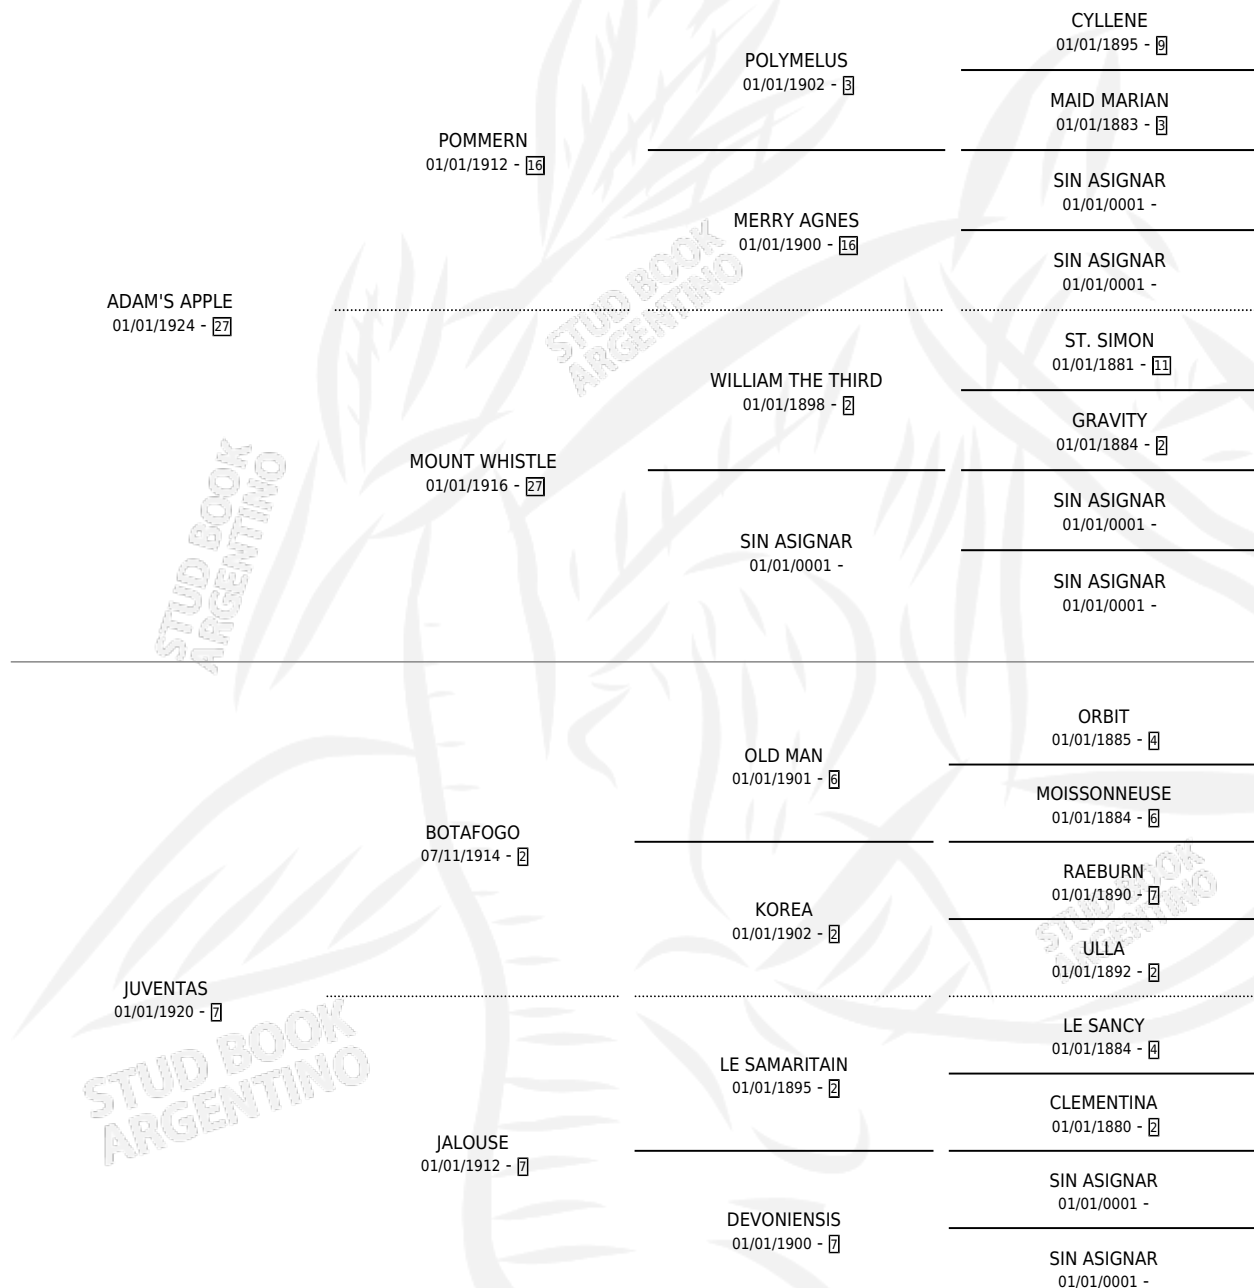 CYLLENE
01/01/1895 - 9
POLYMELUS
01/01/1902 - 3
MAID MARIAN
01/01/1883 - 3
POMMERN
01/01/1912 - 16
SIN ASIGNAR
01/01/0001 -
MERRY AGNES
01/01/1900 - 16
SIN ASIGNAR
01/01/0001 -
ADAM'S APPLE
01/01/1924 - 27
ST. SIMON
01/01/1881 - 11
WILLIAM THE THIRD
01/01/1898 - 2
GRAVITY
01/01/1884 - 2
MOUNT WHISTLE
01/01/1916 - 27
SIN ASIGNAR
01/01/0001 -
SIN ASIGNAR
01/01/0001 -
SIN ASIGNAR
01/01/0001 -
STUD BOOK
ARGENTINO
STUD BOOK
ARGENTINO
ORBIT
01/01/1885 - 4
OLD MAN
01/01/1901 - 6
MOISSONNEUSE
01/01/1884 - 6
BOTAFOGO
07/11/1914 - 2
RAEBURN
01/01/1890 - 7
KOREA
01/01/1902 - 2
ULLA
01/01/1892 - 2
STUD BOOK
ARGENTINO
JUVENTAS
01/01/1920 - 7
LE SANCY
01/01/1884 - 4
LE SAMARITAIN
01/01/1895 - 2
CLEMENTINA
01/01/1880 - 2
STUD BOOK
ARGENTINO
JALOUSE
01/01/1912 - 7
SIN ASIGNAR
01/01/0001 -
DEVONIENSIS
01/01/1900 - 7
SIN ASIGNAR
01/01/0001 -